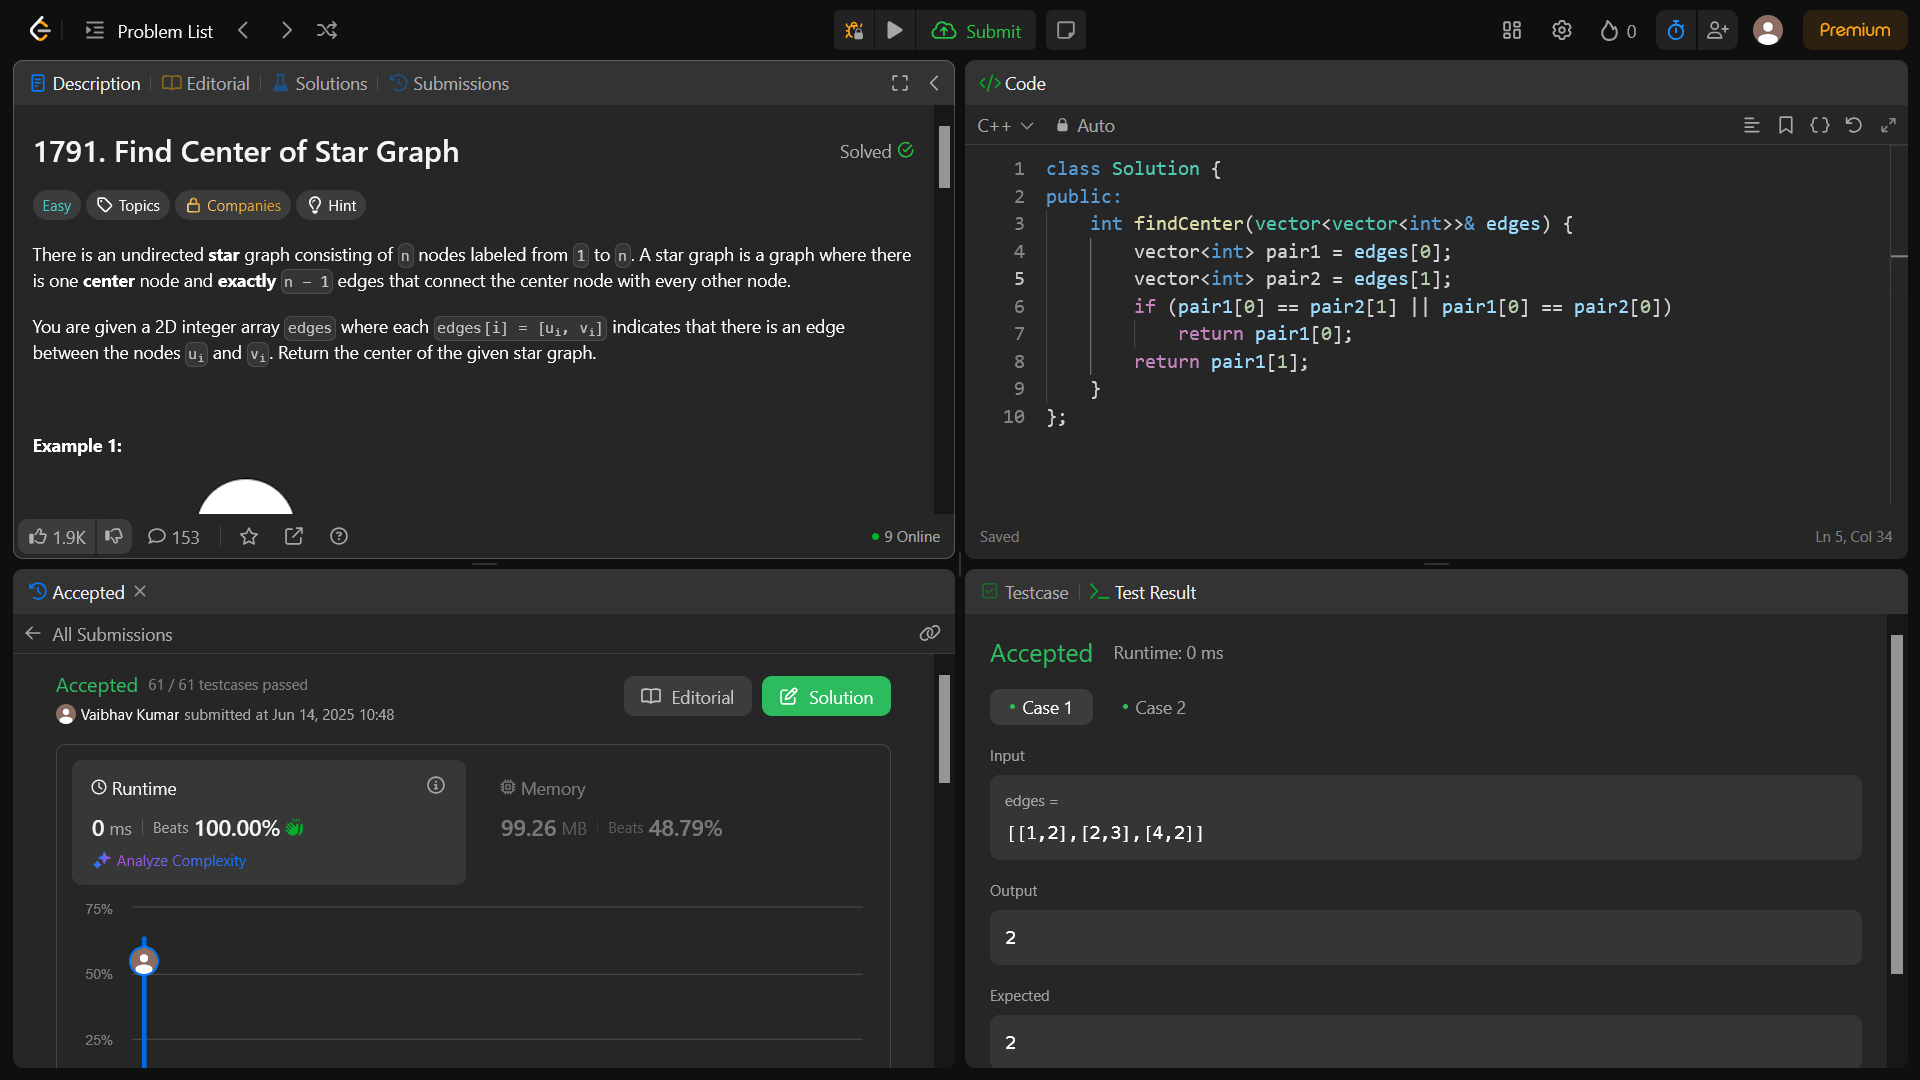 Problem List
Submit
0
Premium
Description
Editorial
Solutions
Submissions
1791. Find Center of Star Graph
Solved
Easy
Topics
Companies
Hint
There is an undirected star graph consisting of n nodes labeled from 1 to n. A star graph is a graph where there
is one center node and exactly n - 1 edges that connect the center node with every other node.
You are given a 2D integer array edges where each edges[i] = [ui, vi] indicates that there is an edge
between the nodes ui and vi. Return the center of the given star graph.
Example 1:
1.9K
153
9 Online
Code
C++
Auto
1 class Solution {
2 public:
3     int findCenter(vector<vector<int>>& edges) {
4         vector<int> pair1 = edges[0];
5         vector<int> pair2 = edges[1];
6         if (pair1[0] == pair2[1] || pair1[0] == pair2[0])
7             return pair1[0];
8         return pair1[1];
9     }
10 };
Saved
Ln 5, Col 34
Accepted
All Submissions
Accepted 61 / 61 testcases passed
Vaibhav Kumar submitted at Jun 14, 2025 10:48
Editorial
Solution
Runtime
0 ms
Beats 100.00%
Analyze Complexity
Memory
99.26 MB
Beats 48.79%
75%
50%
25%
Testcase
Test Result
Accepted
Runtime: 0 ms
Case 1
Case 2
Input
edges =
[[1,2],[2,3],[4,2]]
Output
2
Expected
2